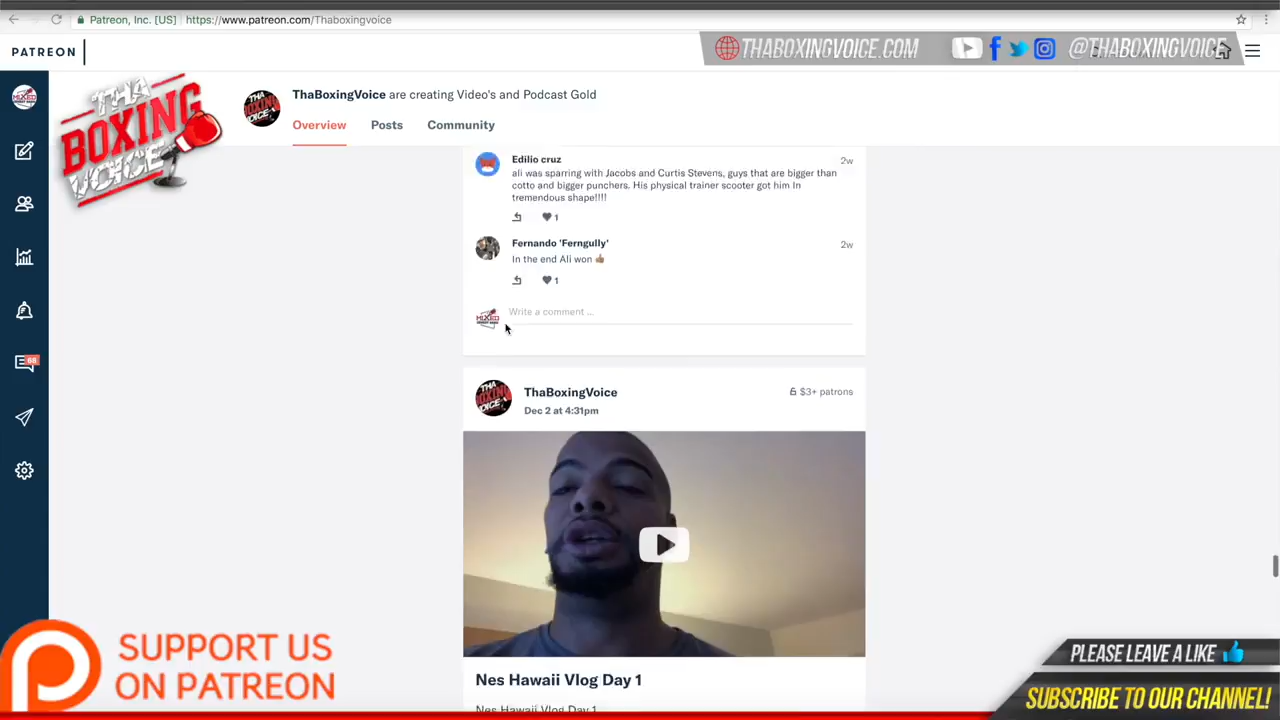 Patreon, Inc. [US]
https://www.patreon.com/Thaboxingvoice
PATREON
THABOXINGVOICE.COM
@THABOXINGVOICE
THA
BOXING
VOICE
ThaBoxingVoice are creating Video's and Podcast Gold
Overview
Posts
Community
Edilio cruz
2w
ali was sparring with Jacobs and Curtis Stevens, guys that are bigger than
cotto and bigger punchers. His physical trainer scooter got him In
tremendous shape!!!!
1
Fernando 'Ferngully'
2w
In the end Ali won 👍🏽
1
Write a comment ...
68
ThaBoxingVoice
$3+ patrons
Dec 2 at 4:31pm
Nes Hawaii Vlog Day 1
Nes Hawaii Vlog Day 1
SUPPORT US
ON PATREON
PLEASE LEAVE A LIKE
SUBSCRIBE TO OUR CHANNEL!